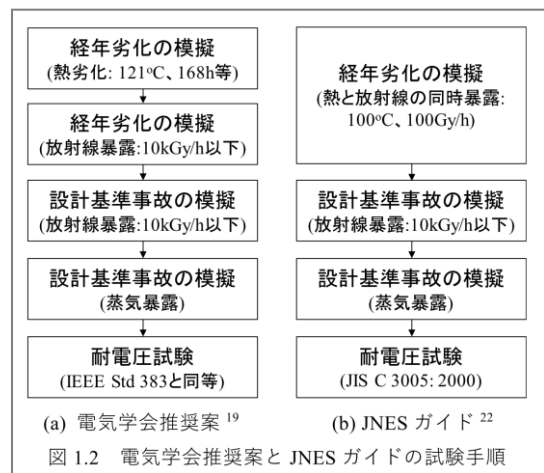 経年劣化の模擬
(熱劣化: 121°C、168h等)
経年劣化の模擬
(放射線暴露:10kGy/h以下)
設計基準事故の模擬
(放射線暴露:10kGy/h以下)
設計基準事故の模擬
(蒸気暴露)
耐電圧試験
(IEEE Std 383と同等)
(a) 電気学会推奨案 19
経年劣化の模擬
(熱と放射線の同時暴露:
100°C、100Gy/h)
設計基準事故の模擬
(放射線暴露:10kGy/h以下)
設計基準事故の模擬
(蒸気暴露)
耐電圧試験
(JIS C 3005: 2000)
(b) JNES ガイド 22
図 1.2 電気学会推奨案と JNES ガイドの試験手順